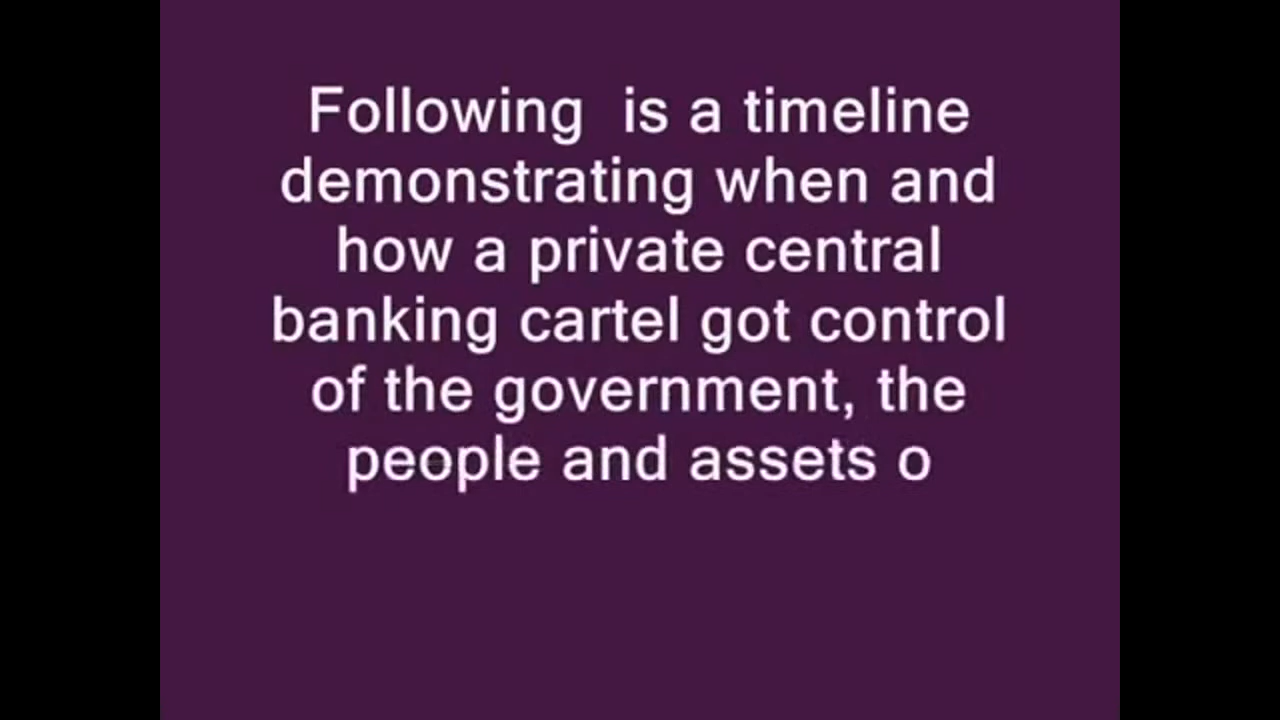 Following  is a timeline
demonstrating when and
how a private central
banking cartel got control
of the government, the
people and assets o